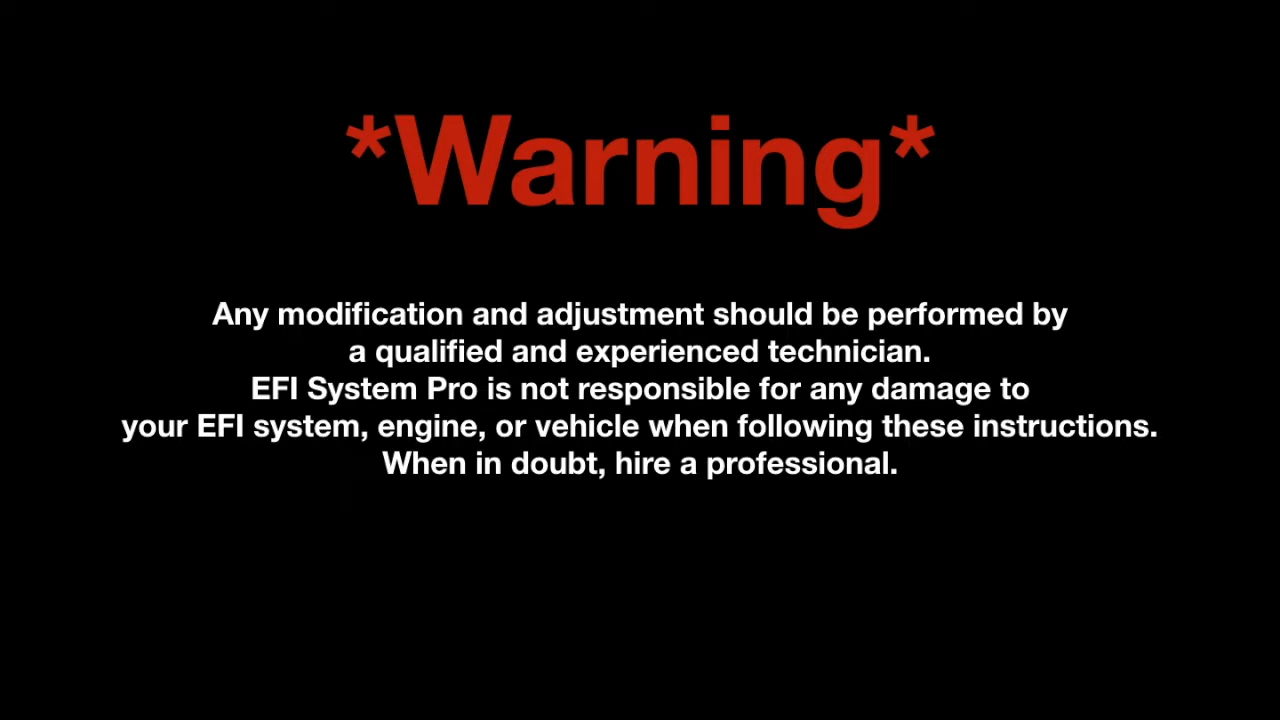 *Warning*
Any modification and adjustment should be performed by
a qualified and experienced technician.
EFI System Pro is not responsible for any damage to
your EFI system, engine, or vehicle when following these instructions.
When in doubt, hire a professional.